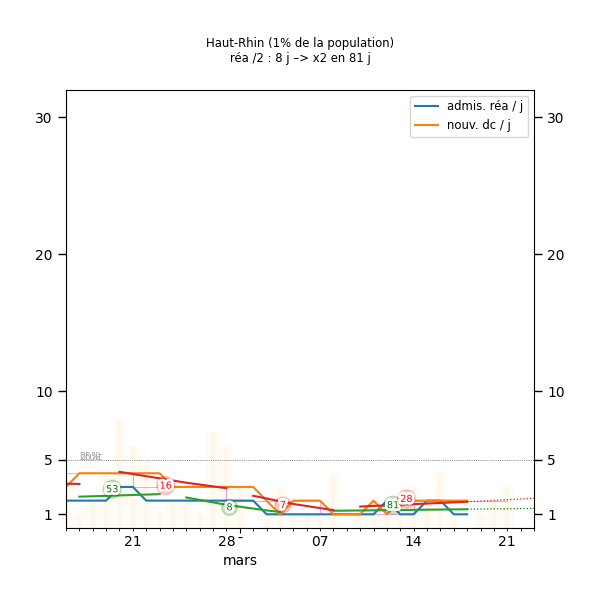 Haut-Rhin (1% de la population)
réa /2 : 8 j –> x2 en 81 j
admis. réa / j
nouv. dc / j
30 30
20 20
10 10
5 5
1 1
53 16 8 7 81 28
21 28 07 14 21
mars